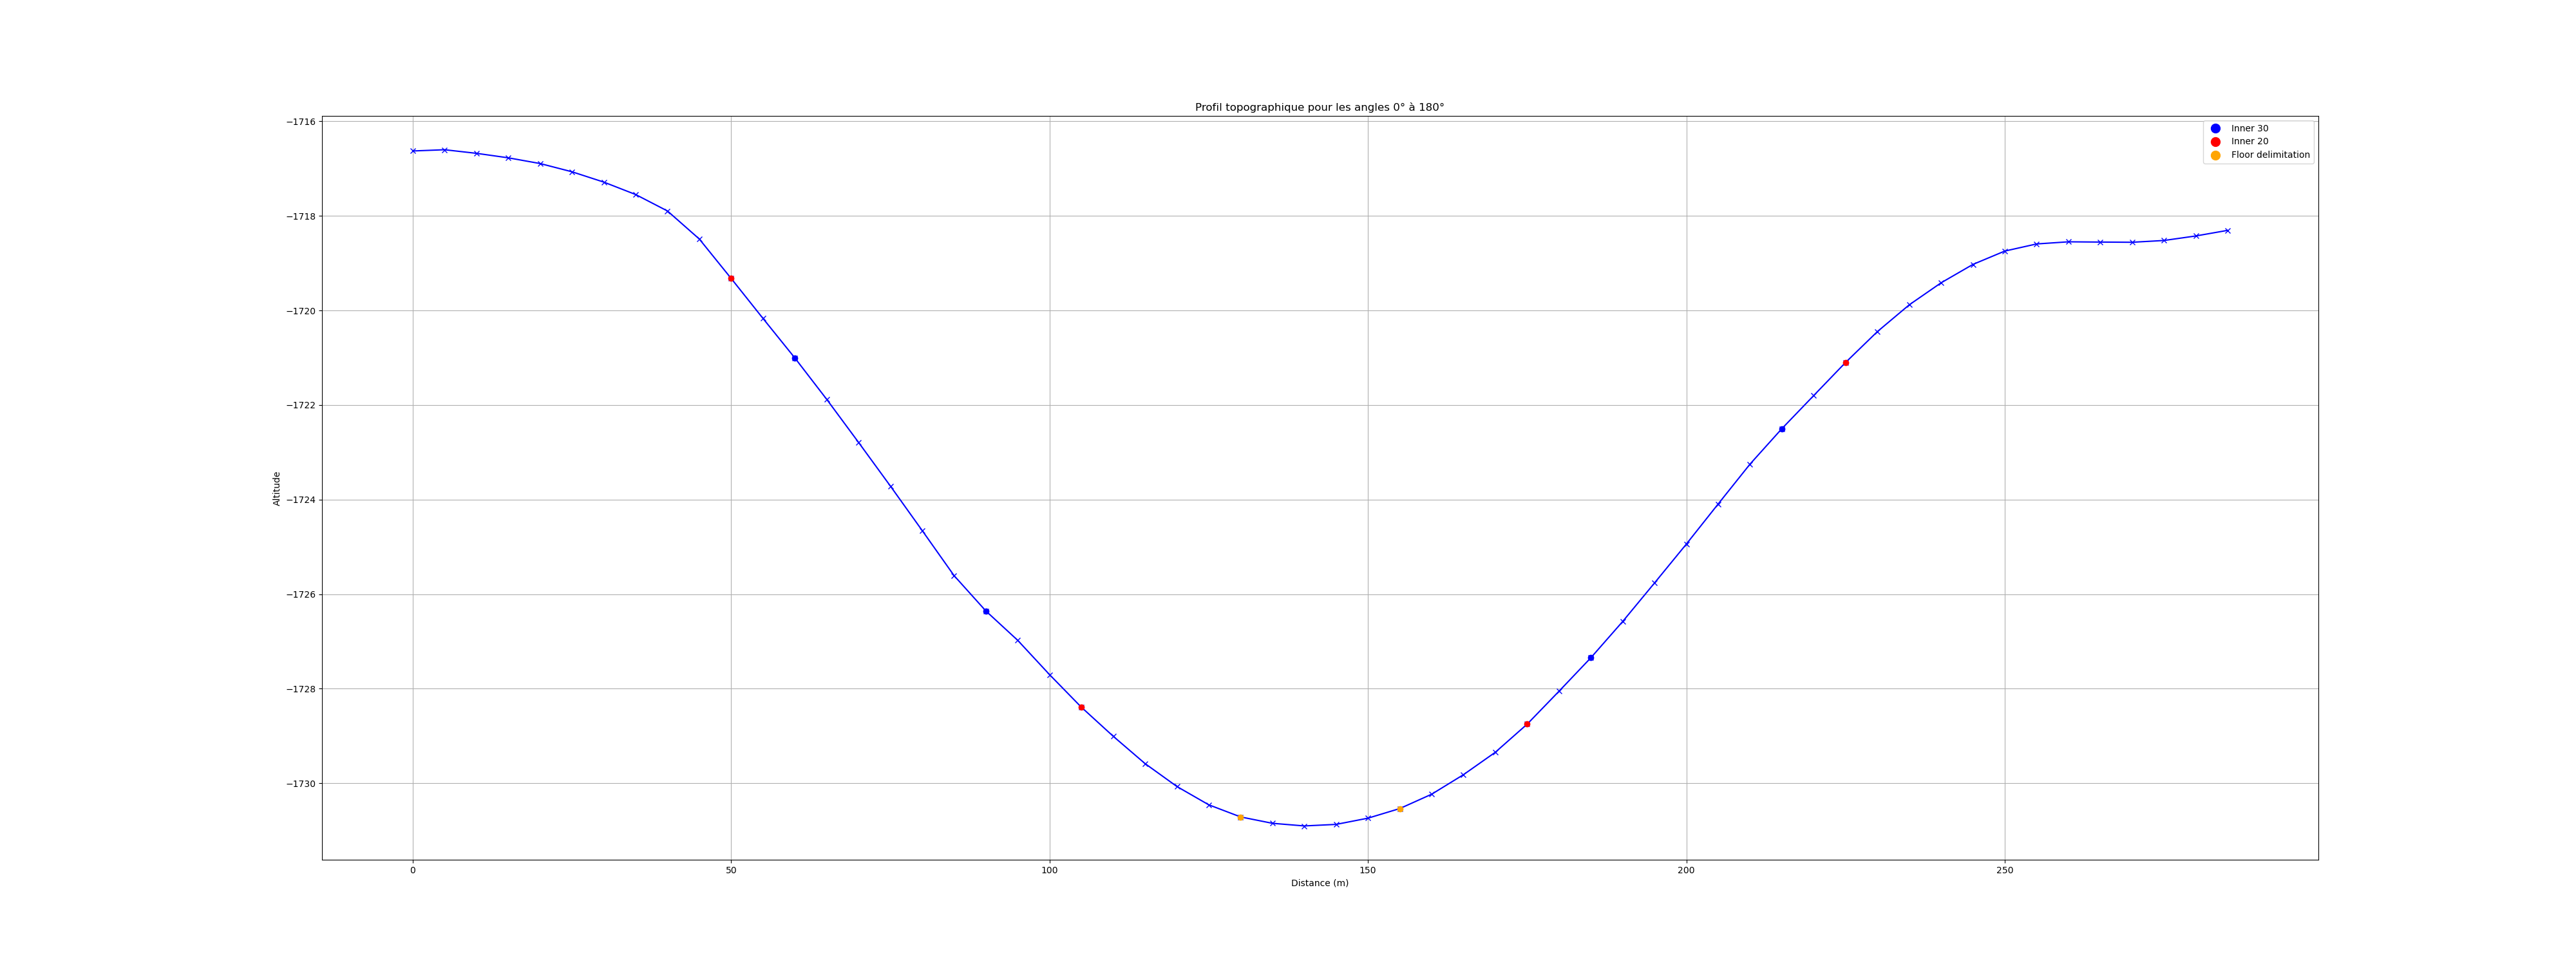 Profil topographique pour les angles 0° à 180°
−1716
−1718
−1720
−1722
−1724
−1726
−1728
−1730
Altitude
Inner 30
Inner 20
Floor delimitation
0 50 100 150 200 250
Distance (m)